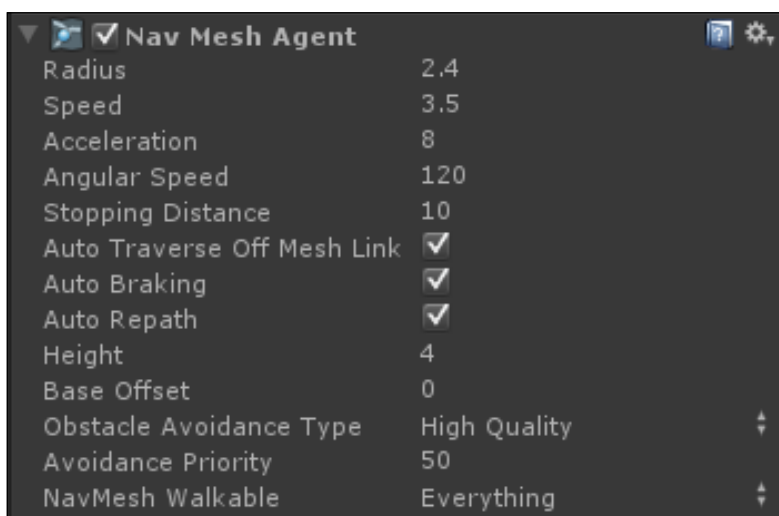 Nav Mesh Agent
Radius 2.4
Speed 3.5
Acceleration 8
Angular Speed 120
Stopping Distance 10
Auto Traverse Off Mesh Link
Auto Braking
Auto Repath
Height 4
Base Offset 0
Obstacle Avoidance Type High Quality
Avoidance Priority 50
NavMesh Walkable Everything